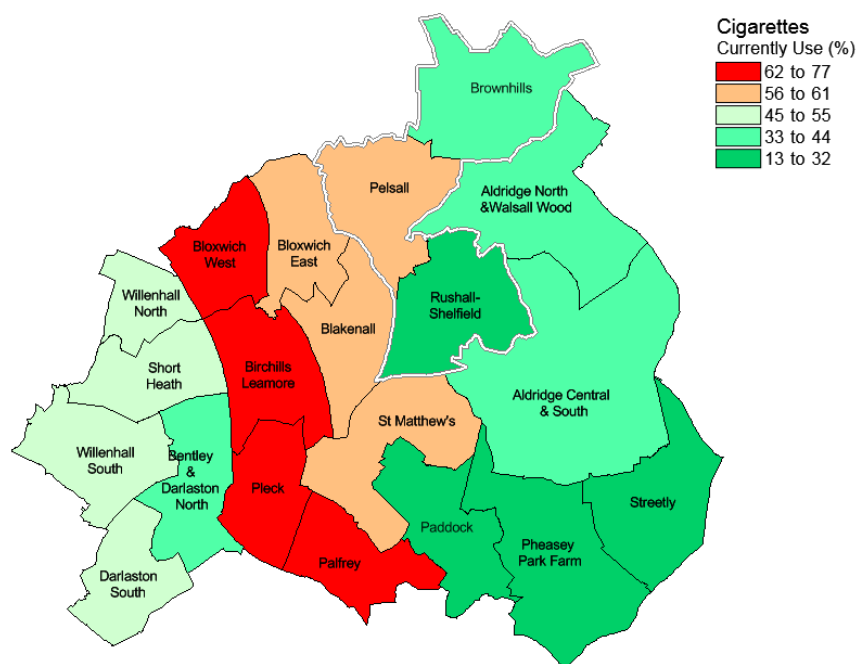 Cigarettes
Currently Use (%)
62 to 77
56 to 61
45 to 55
33 to 44
13 to 32
Brownhills
Pelsall
Aldridge North
&Walsall Wood
Bloxwich
West
Bloxwich
East
Willenhall
North
Rushall-
Shelfield
Blakenall
Short
Heath
Birchills
Leamore
Aldridge Central
& South
St Matthew's
Willenhall
South
Bentley
&
Darlaston
North
Pleck
Streetly
Paddock
Pheasey
Park Farm
Palfrey
Darlaston
South